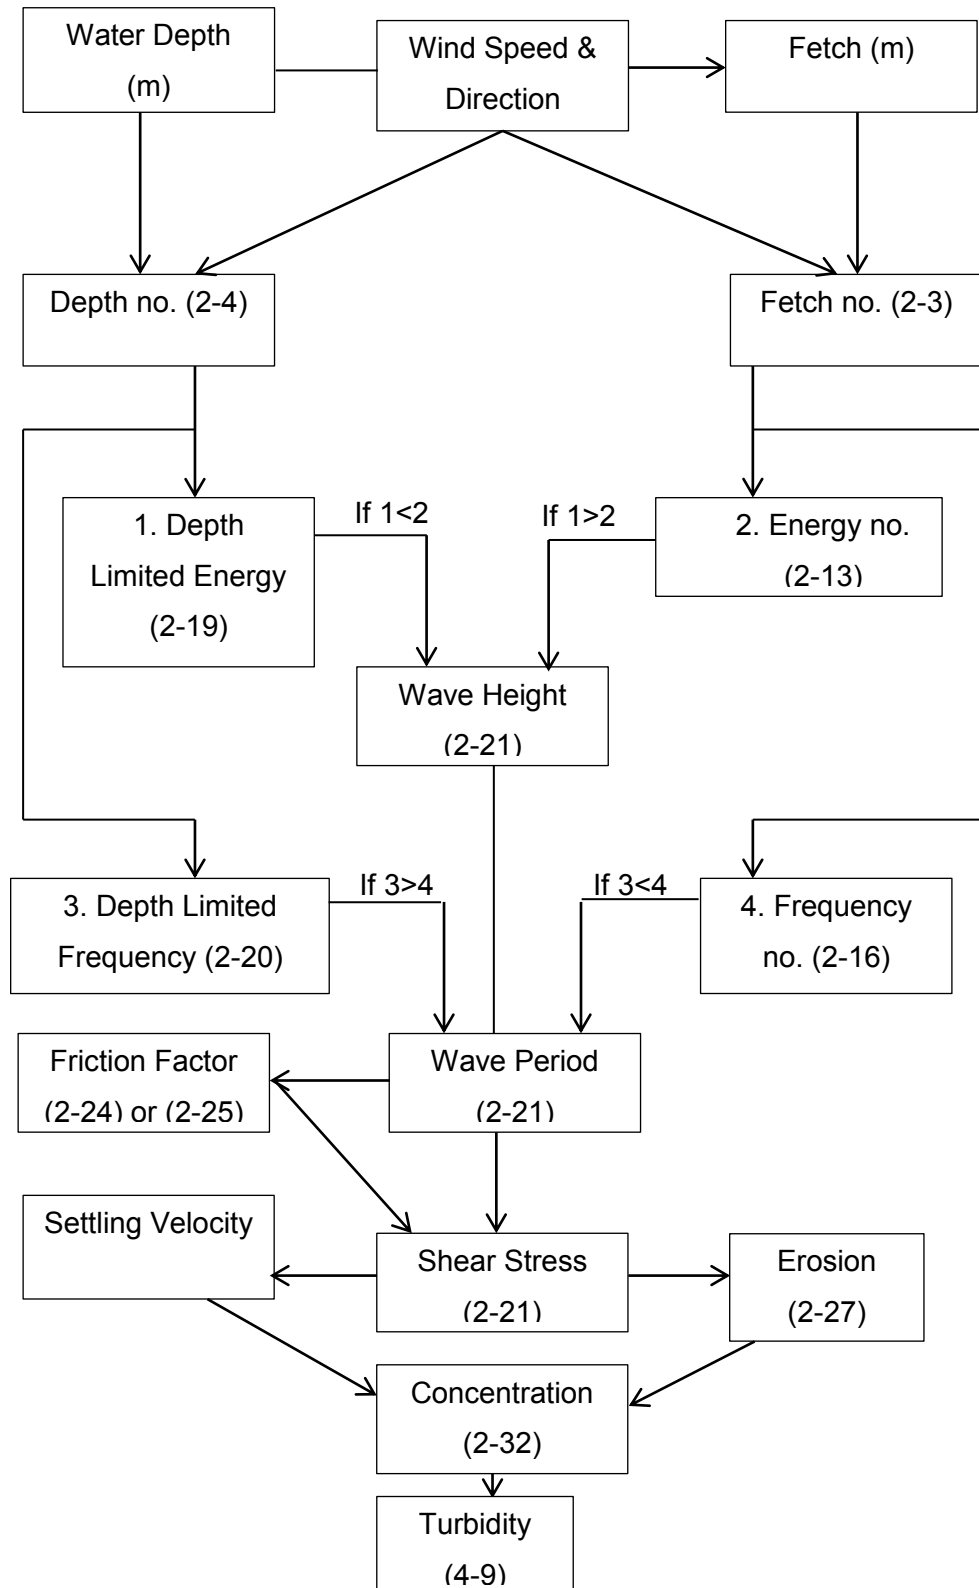 Water Depth
(m)
Wind Speed &
Direction
Fetch (m)
Depth no. (2-4)
Fetch no. (2-3)
1. Depth
Limited Energy
(2-19)
If 1<2
If 1>2
2. Energy no.
(2-13)
Wave Height
(2-21)
3. Depth Limited
Frequency (2-20)
If 3>4
If 3<4
4. Frequency
no. (2-16)
Friction Factor
(2-24) or (2-25)
Wave Period
(2-21)
Settling Velocity
Shear Stress
(2-21)
Erosion
(2-27)
Concentration
(2-32)
Turbidity
(4-9)